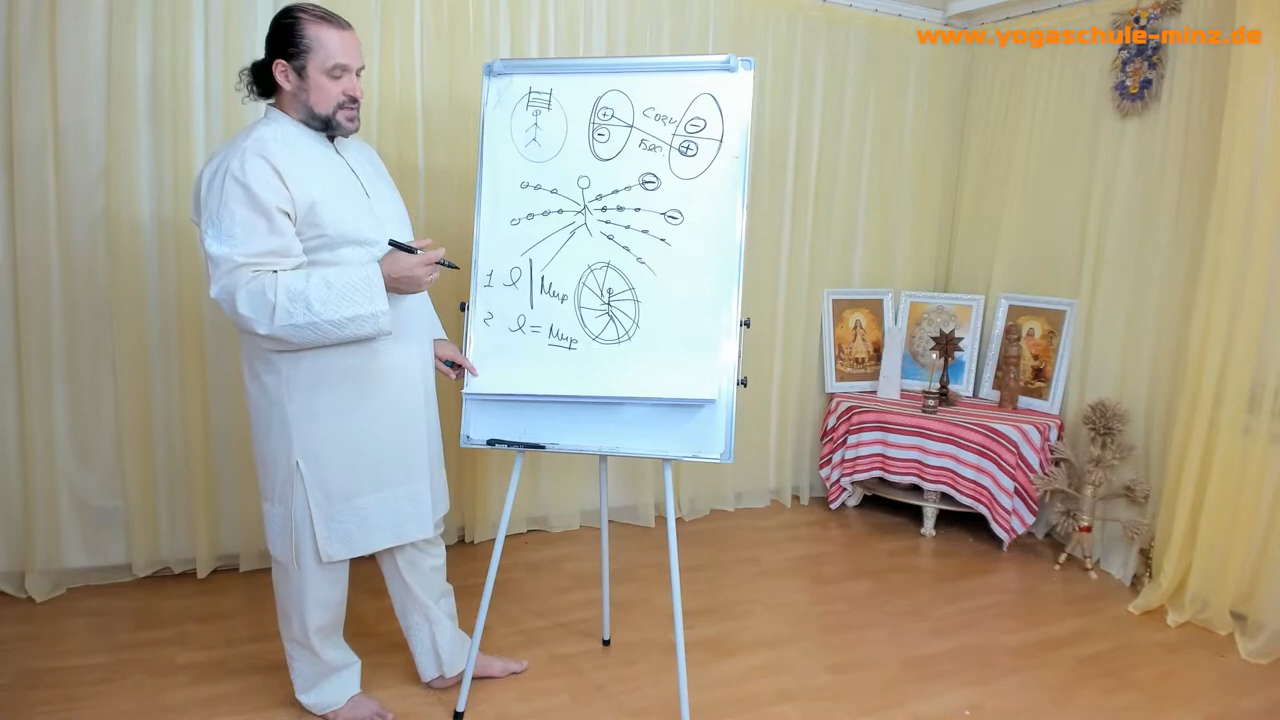 www.yogaschule-minz.de
+ - Созн - +
Бес.
- -
1 Я | Мир
2 Я = Мир